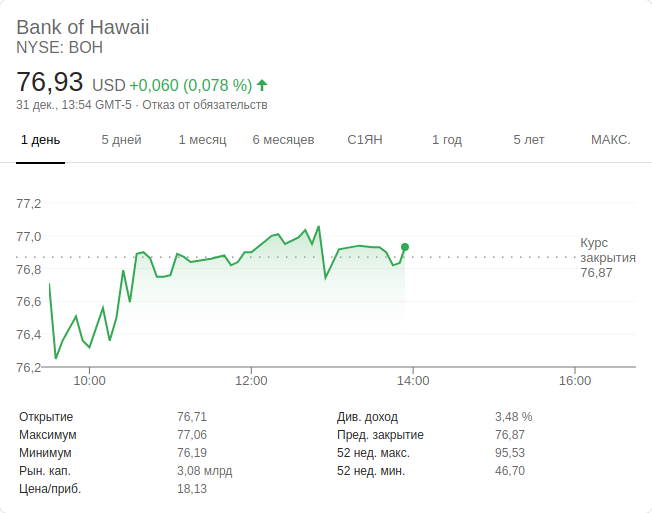 Bank of Hawaii
NYSE: BOH
76,93 USD +0,060 (0,078 %)
31 дек., 13:54 GMT-5 · Отказ от обязательств
1 день 5 дней 1 месяц 6 месяцев С1ЯН 1 год 5 лет МАКС.
77,2
77,0
76,8
76,6
76,4
76,2
Курс
закрытия
76,87
10:00 12:00 14:00 16:00
Открытие 76,71 Див. доход 3,48 %
Максимум 77,06 Пред. закрытие 76,87
Минимум 76,19 52 нед. макс. 95,53
Рын. кап. 3,08 млрд 52 нед. мин. 46,70
Цена/приб. 18,13